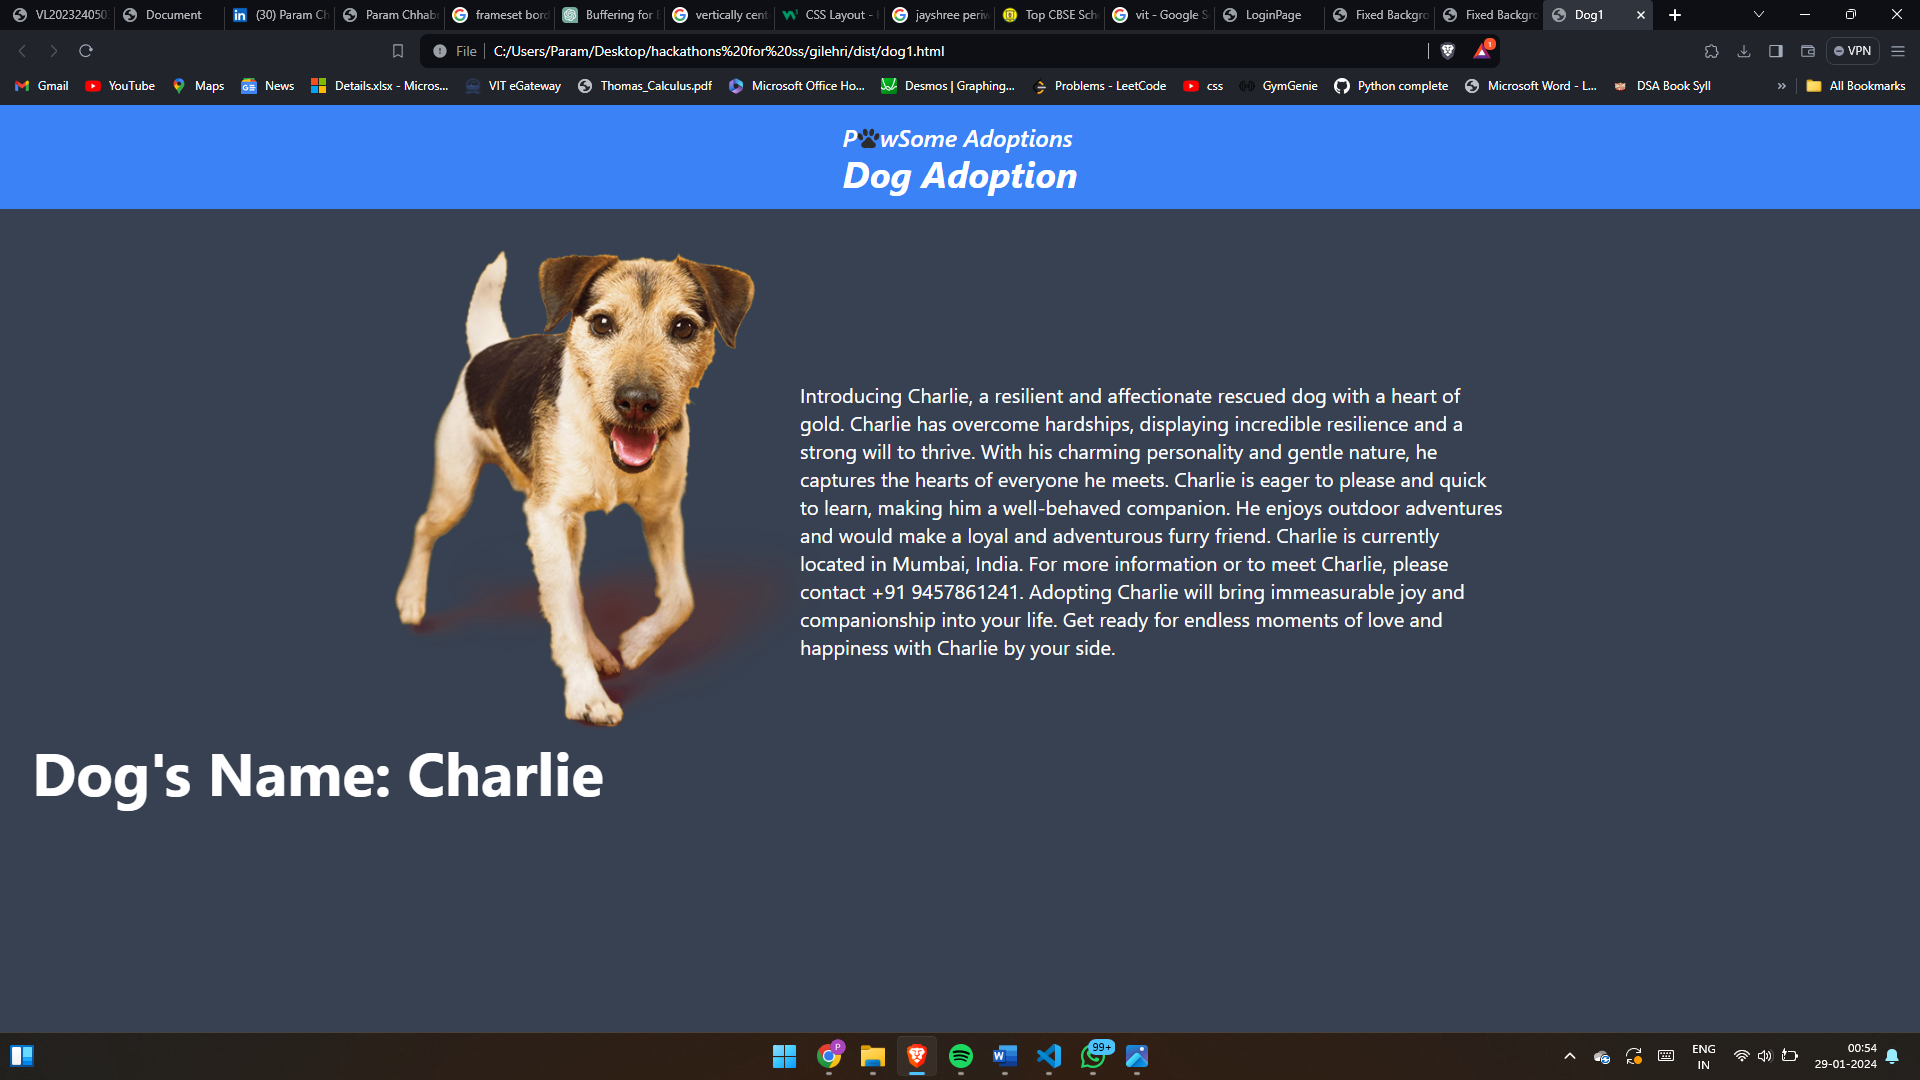 VL202324050
Document
(30) Param Ch
Param Chhab
frameset bord
Buffering for
vertically cent
CSS Layout -
jayshree periw
Top CBSE Sch
vit - Google S
LoginPage
Fixed Backgro
Fixed Backgro
Dog1
File C:/Users/Param/Desktop/hackathons%20for%20ss/gilehri/dist/dog1.html
1
VPN
Gmail YouTube Maps News Details.xlsx - Micros... VIT eGateway Thomas_Calculus.pdf Microsoft Office Ho... Desmos | Graphing... Problems - LeetCode css GymGenie Python complete Microsoft Word - L... DSA Book Syll » All Bookmarks
P wSome Adoptions
Dog Adoption
Introducing Charlie, a resilient and affectionate rescued dog with a heart of
gold. Charlie has overcome hardships, displaying incredible resilience and a
strong will to thrive. With his charming personality and gentle nature, he
captures the hearts of everyone he meets. Charlie is eager to please and quick
to learn, making him a well-behaved companion. He enjoys outdoor adventures
and would make a loyal and adventurous furry friend. Charlie is currently
located in Mumbai, India. For more information or to meet Charlie, please
contact +91 9457861241. Adopting Charlie will bring immeasurable joy and
companionship into your life. Get ready for endless moments of love and
happiness with Charlie by your side.
Dog's Name: Charlie
P
99+
ENG
IN
00:54
29-01-2024